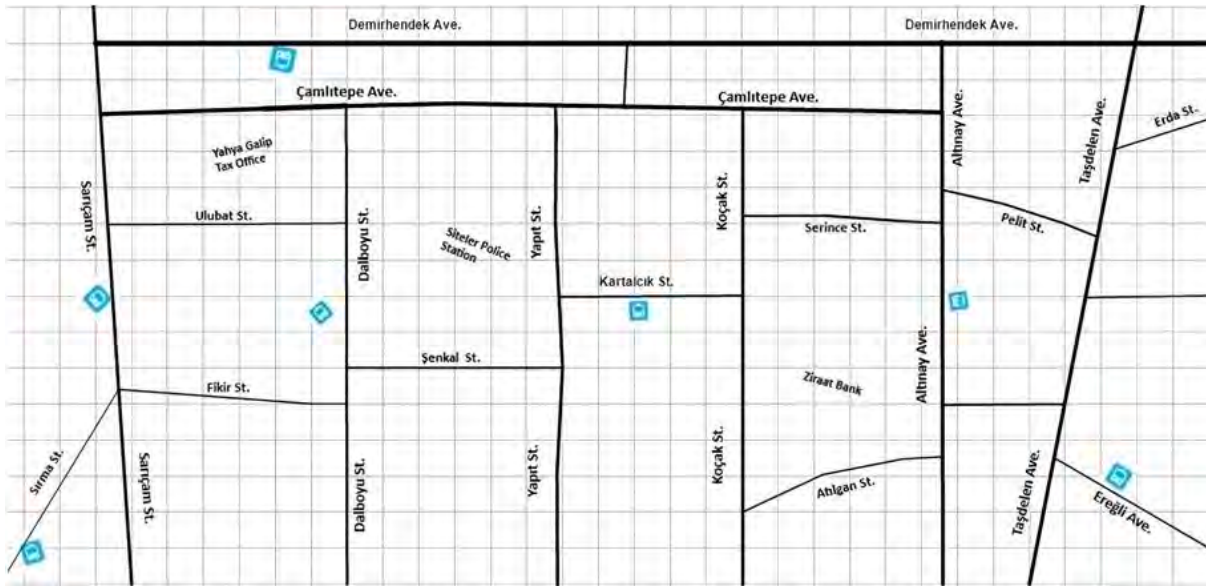 Demirhendek Ave.
Demirhendek Ave.
Çamlıtepe Ave.
Çamlıtepe Ave.
Altınay Ave.
Taşdelen Ave.
Erda St.
Yahya Galip
Tax Office
Sarıçam St.
Ulubat St.
Dalboyu St.
Siteler Police
Station
Yapıt St.
Koçak St.
Serince St.
Pelit St.
Kartalcık St.
Şenkal St.
Altınay Ave.
Fikir St.
Ziraat Bank
Sırma St.
Sarıçam St.
Dalboyu St.
Yapıt St.
Koçak St.
Atılgan St.
Taşdelen Ave.
Ereğli Ave.